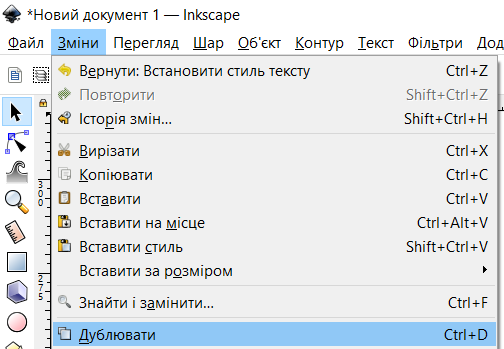 *Новий документ 1 — Inkscape
Файл Зміни Перегляд Шар Об'єкт Контур Текст Фільтри Дод
Вернути: Встановити стиль тексту Ctrl+Z
Повторити Shift+Ctrl+Z
Історія змін... Shift+Ctrl+H
Вирізати Ctrl+X
Копіювати Ctrl+C
Вставити Ctrl+V
Вставити на місце Ctrl+Alt+V
Вставити стиль Shift+Ctrl+V
Вставити за розміром
Знайти і замінити... Ctrl+F
Дублювати Ctrl+D
300
275